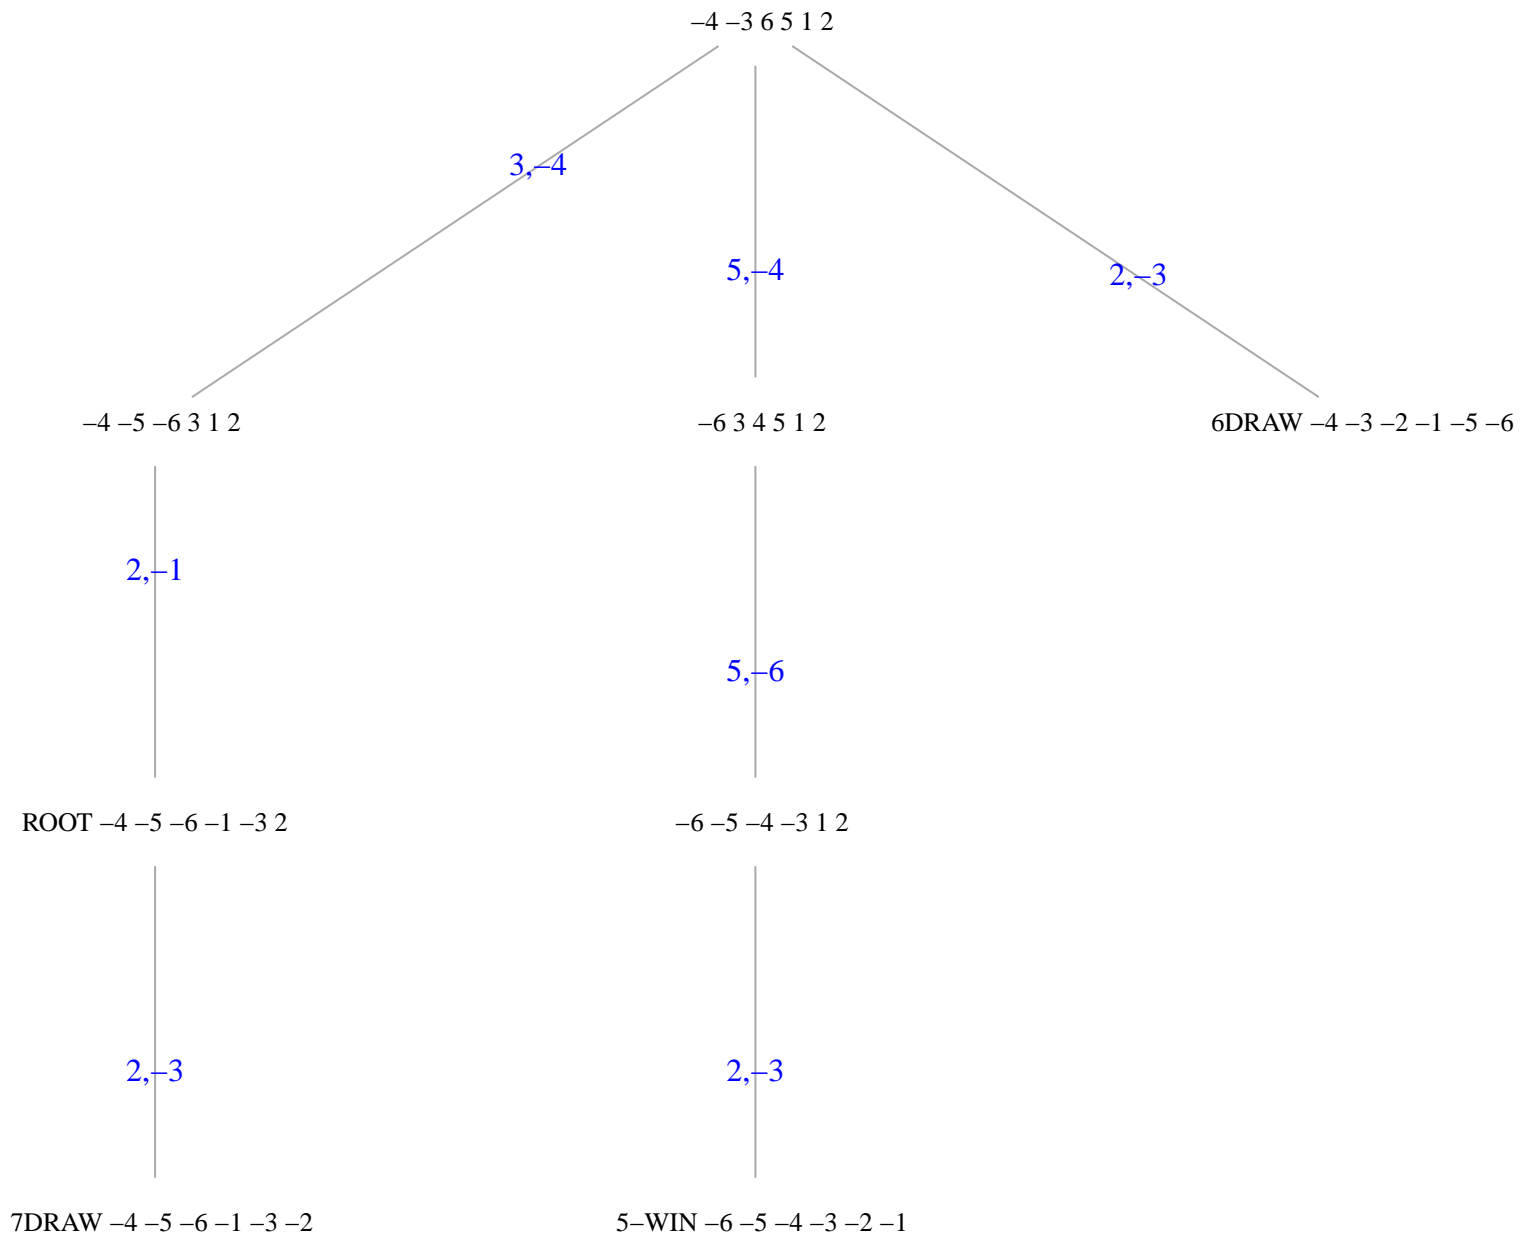 –4 –3 6 5 1 2
3,–4
5,–4
2,–3
–4 –5 –6 3 1 2
–6 3 4 5 1 2
6DRAW –4 –3 –2 –1 –5 –6
2,–1
5,–6
ROOT –4 –5 –6 –1 –3 2
–6 –5 –4 –3 1 2
2,–3
2,–3
7DRAW –4 –5 –6 –1 –3 –2
5–WIN –6 –5 –4 –3 –2 –1